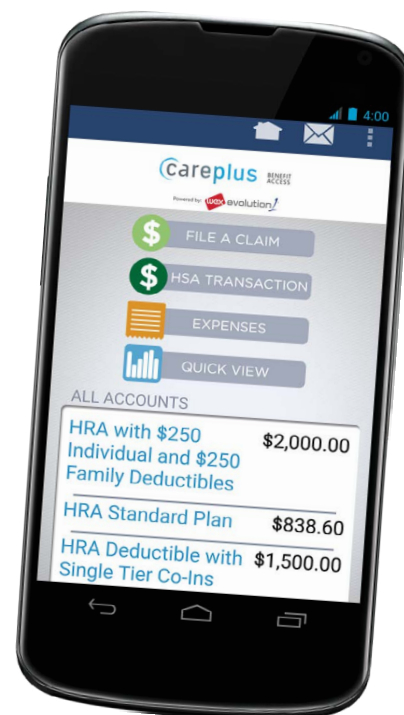 4:00
careplus BENEFIT
ACCESS
Powered by: wex evolution1
FILE A CLAIM
HSA TRANSACTION
EXPENSES
QUICK VIEW
ALL ACCOUNTS
HRA with $250 $2,000.00
Individual and $250
Family Deductibles
HRA Standard Plan $838.60
HRA Deductible with $1,500.00
Single Tier Co-Ins